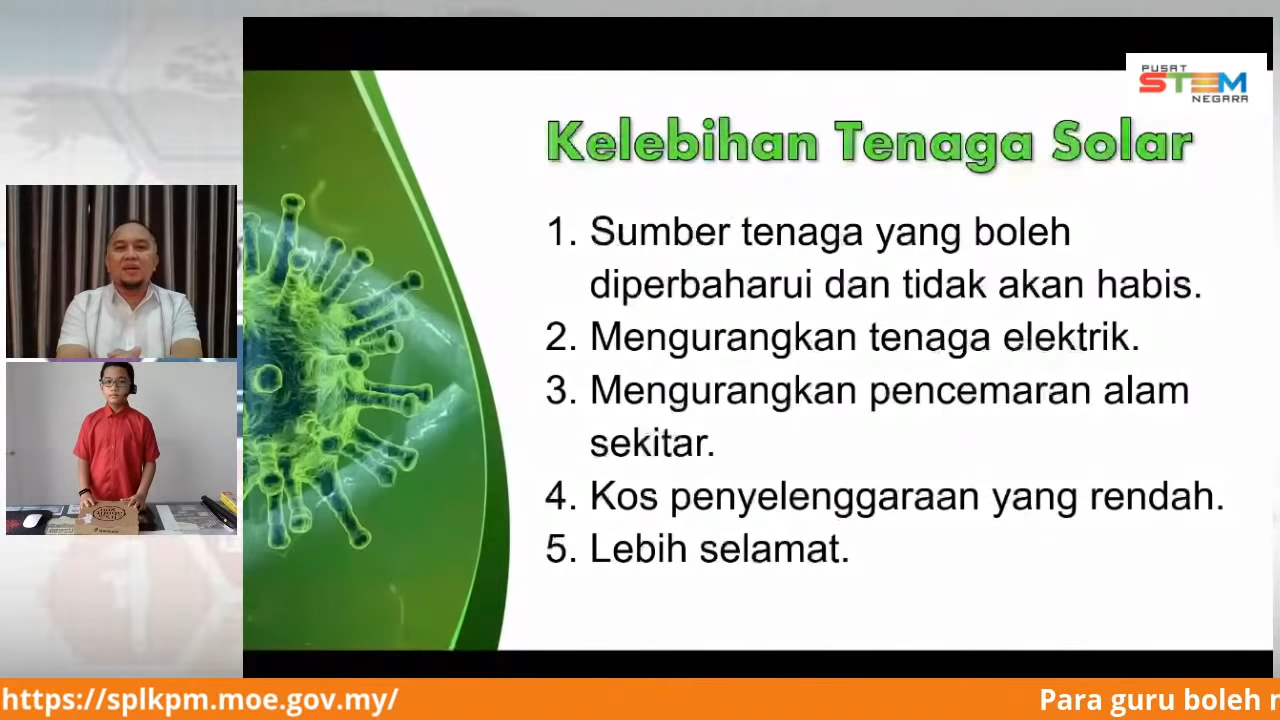 PUSAT
STEM
NEGARA
Kelebihan Tenaga Solar
1. Sumber tenaga yang boleh
diperbaharui dan tidak akan habis.
2. Mengurangkan tenaga elektrik.
3. Mengurangkan pencemaran alam
sekitar.
4. Kos penyelenggaraan yang rendah.
5. Lebih selamat.
https://splkpm.moe.gov.my/
Para guru boleh